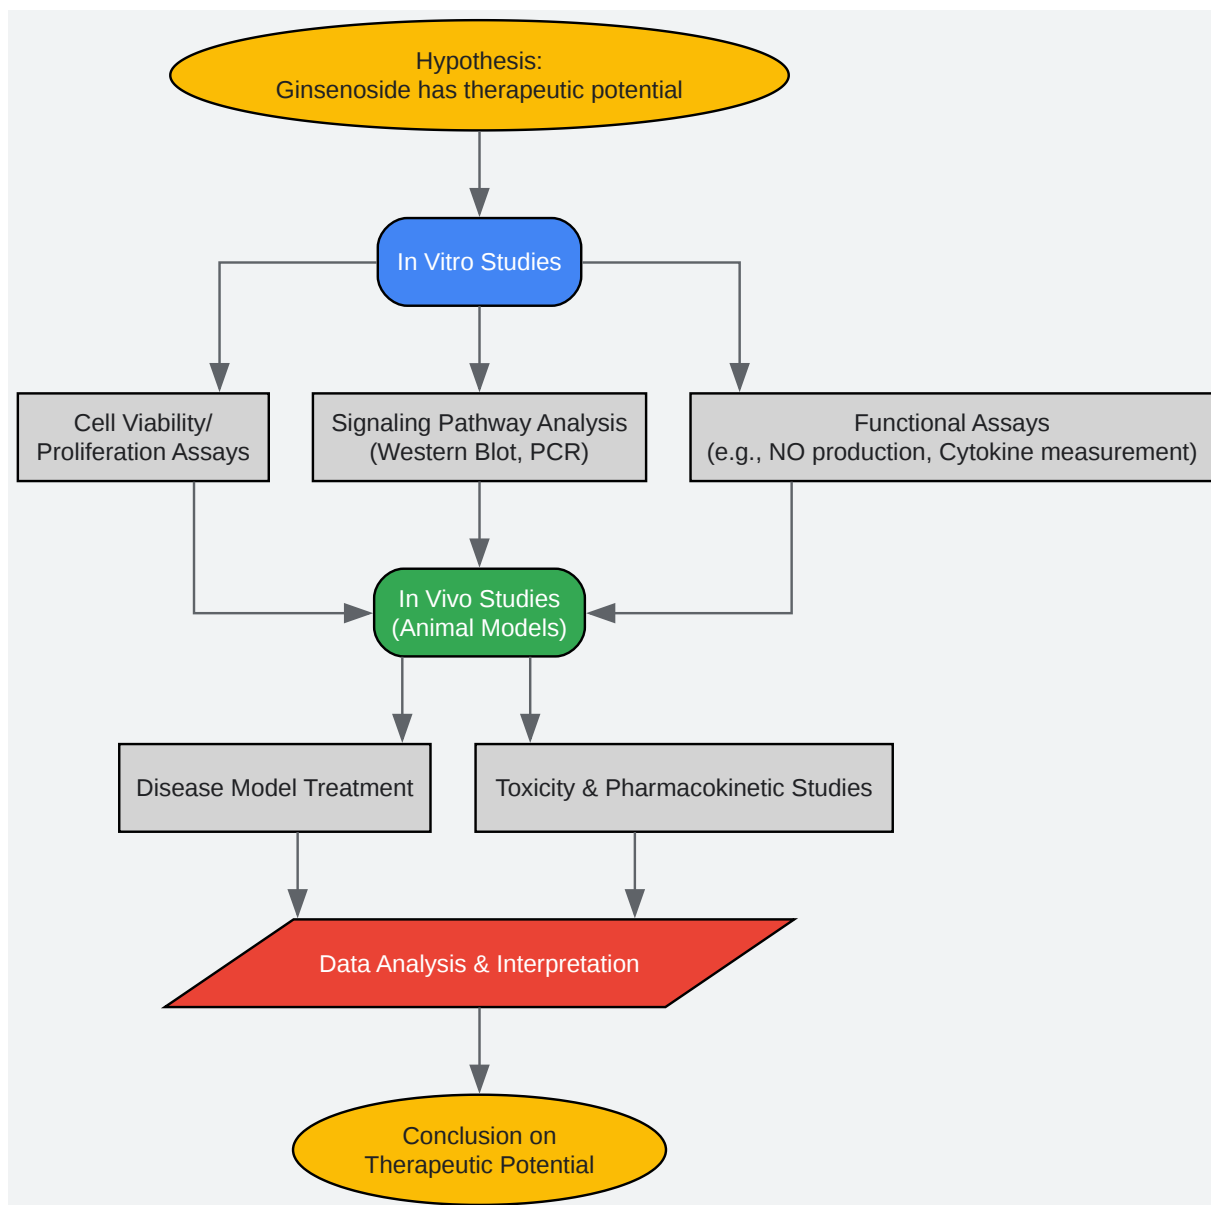 Hypothesis:
Ginsenoside has therapeutic potential
In Vitro Studies
Cell Viability/
Proliferation Assays
Signaling Pathway Analysis
(Western Blot, PCR)
Functional Assays
(e.g., NO production, Cytokine measurement)
In Vivo Studies
(Animal Models)
Disease Model Treatment
Toxicity & Pharmacokinetic Studies
Data Analysis & Interpretation
Conclusion on
Therapeutic Potential